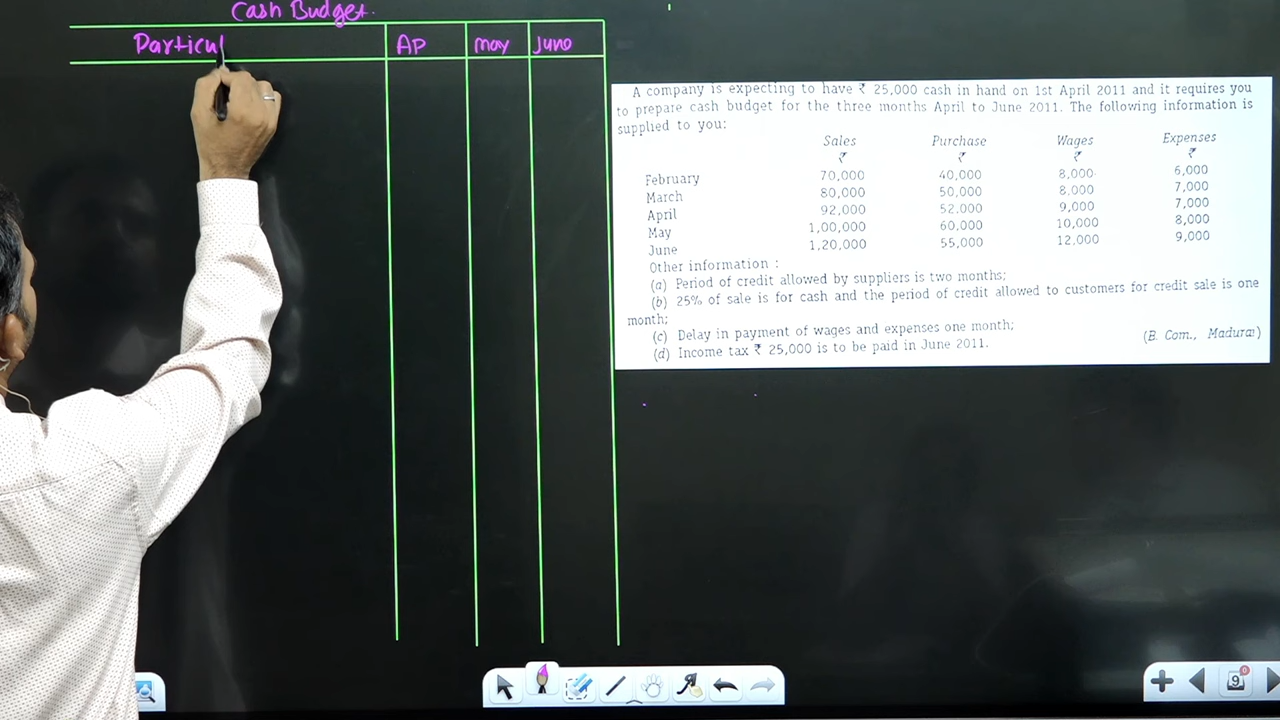 Cash Budget.
Particul AP may June
A company is expecting to have ₹ 25,000 cash in hand on 1st April 2011 and it requires you
to prepare cash budget for the three months April to June 2011. The following information is
supplied to you:
Sales Purchase Wages Expenses
₹ ₹ ₹ ₹
February 70,000 40,000 8,000 6,000
March 80,000 50,000 8,000 7,000
April 92,000 52.000 9,000 7,000
May 1,00,000 60,000 10,000 8,000
June 1,20,000 55,000 12,000 9,000
Other information :
(a) Period of credit allowed by suppliers is two months;
(b) 25% of sale is for cash and the period of credit allowed to customers for credit sale is one
month;
(c) Delay in payment of wages and expenses one month;
(d) Income tax ₹ 25,000 is to be paid in June 2011. (B. Com., Madurai)
9